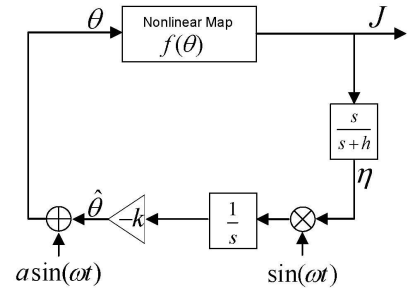 θ
Nonlinear Map
f(θ)
J
s
s+h
η
θ̂
−k
1
s
a sin(ωt)
sin(ωt)